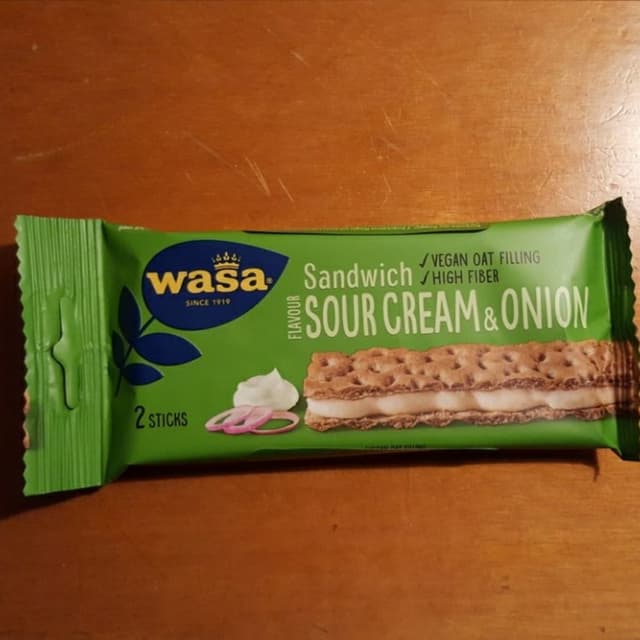 wasa®
SINCE 1919
Sandwich
✓ VEGAN OAT FILLING
✓ HIGH FIBER
FLAVOUR
SOUR CREAM & ONION
2 STICKS